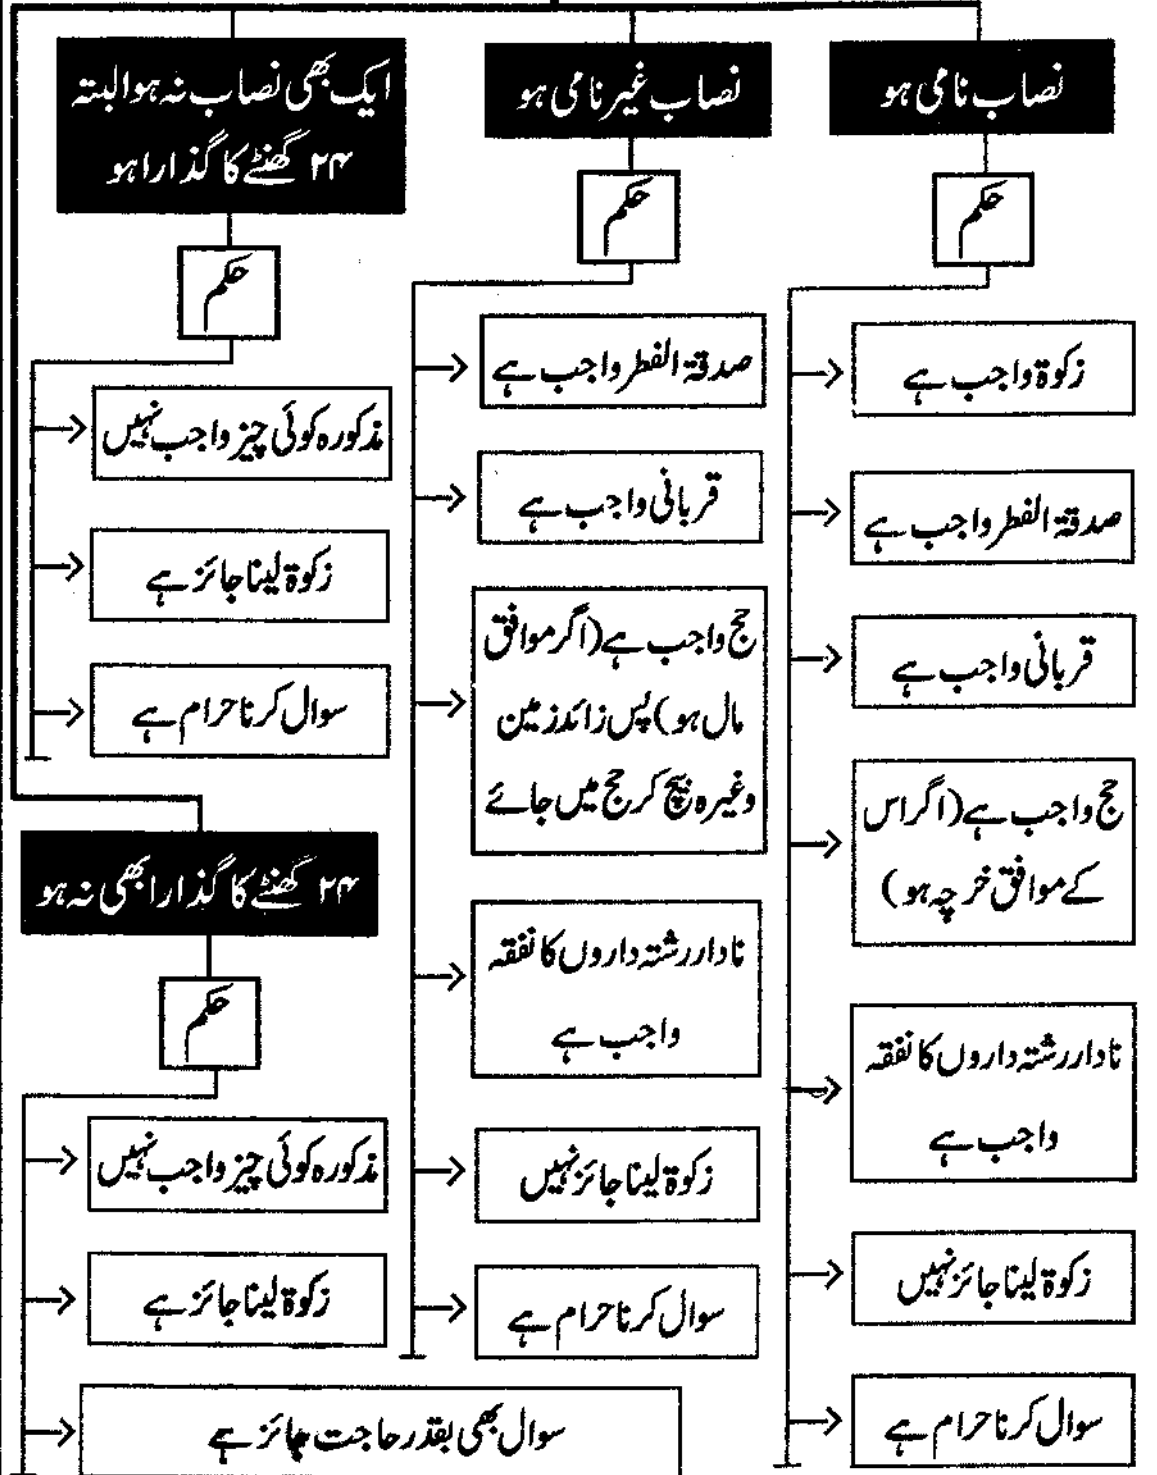 نصاب نامی ہو
حکم
زکوۃ واجب ہے
صدقۃ الفطر واجب ہے
قربانی واجب ہے
حج واجب ہے (اگر اس
کے موافق خرچہ ہو)
نادار رشتہ داروں کا نفقہ
واجب ہے
زکوۃ لینا جائز نہیں
سوال کرنا حرام ہے
نصاب غیر نامی ہو
حکم
صدقۃ الفطر واجب ہے
قربانی واجب ہے
حج واجب ہے (اگر موافق
مال ہو) پس زائد زمین
وغیرہ بیچ کر حج میں جائے
نادار رشتہ داروں کا نفقہ
واجب ہے
زکوۃ لینا جائز نہیں
سوال کرنا حرام ہے
ایک بھی نصاب نہ ہو البتہ
۲۴ گھنٹے کا گذارا ہو
حکم
مذکورہ کوئی چیز واجب نہیں
زکوۃ لینا جائز ہے
سوال کرنا حرام ہے
۲۴ گھنٹے کا گذارا بھی نہ ہو
حکم
مذکورہ کوئی چیز واجب نہیں
زکوۃ لینا جائز ہے
سوال بھی بقدر حاجت جائز ہے